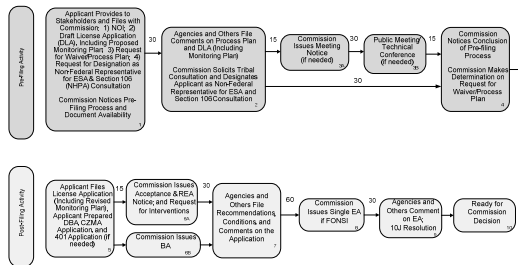 Pre-Filing Activity
Applicant Provides to
Stakeholders and Files with
Commission: 1) NOI; 2)
Draft License Application
(DLA), Including Proposed
Monitoring Plan: 3) Request
for Waiver/Process Plan; 4)
Request for Designation as
Non-Federal Representative
for ESA & Section 106
(NHPA) Consultation
Commission Notices Pre-
Filing Process and
Document Availability
1
30
Agencies and Others File
Comments on Process Plan
and DLA (Including
Monitoring Plan)
Commission Solicits Tribal
Consultation and Designates
Applicant as Non-Federal
Representative for ESA and
Section 106 Consultation
2
15
Commission
Issues Meeting
Notice
(if needed)
3A
30
Public Meeting/
Technical
Conference
(if needed)
3B
15
30
Commission
Notices Conclusion
of Pre-filing
Process
Commission Makes
Determination on
Request for
Waiver/Process
Plan
4
Post-Filing Activity
Applicant Files
License Application
(Including Revised
Monitoring Plan),
Applicant Prepared
DBA, CZMA
Application, and
401 Application (if
needed)
5
15
Commission Issues
Acceptance & REA
Notice; and Request
for Interventions
6A
Commission Issues
BA
6B
30
Agencies and
Others File
Recommendations,
Conditions, and
Comments on the
Application
7
60
Commission
Issues Single EA
if FONSI
8
30
Agencies and
Others Comment
on EA;
10J Resolution
9
Ready for
Commission
Decision
10